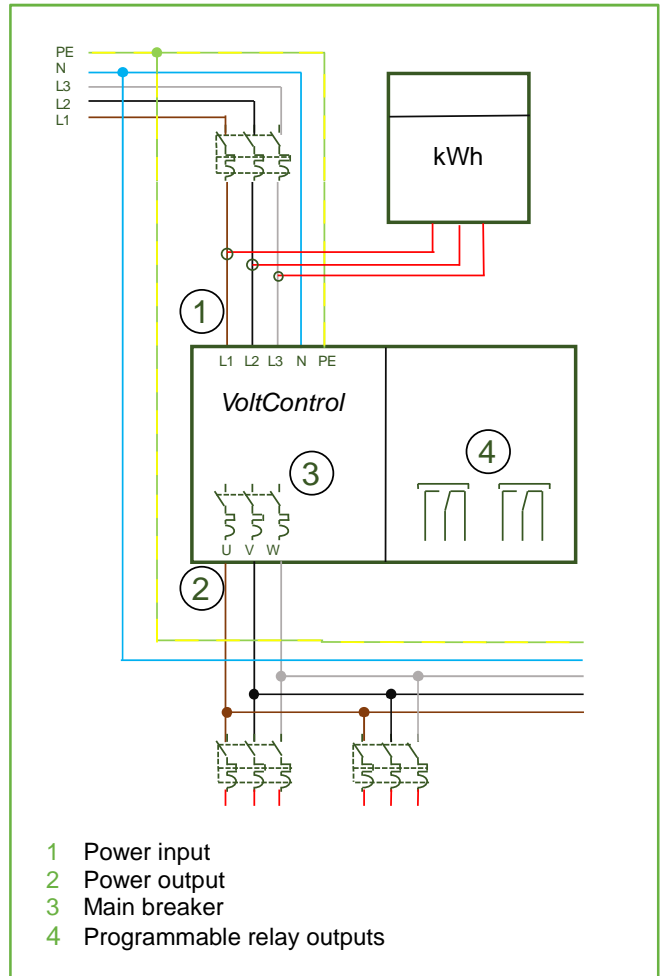 PE
N
L3
L2
L1
kWh
1
L1 L2 L3 N PE
VoltControl
3
4
U V W
2
1 Power input
2 Power output
3 Main breaker
4 Programmable relay outputs